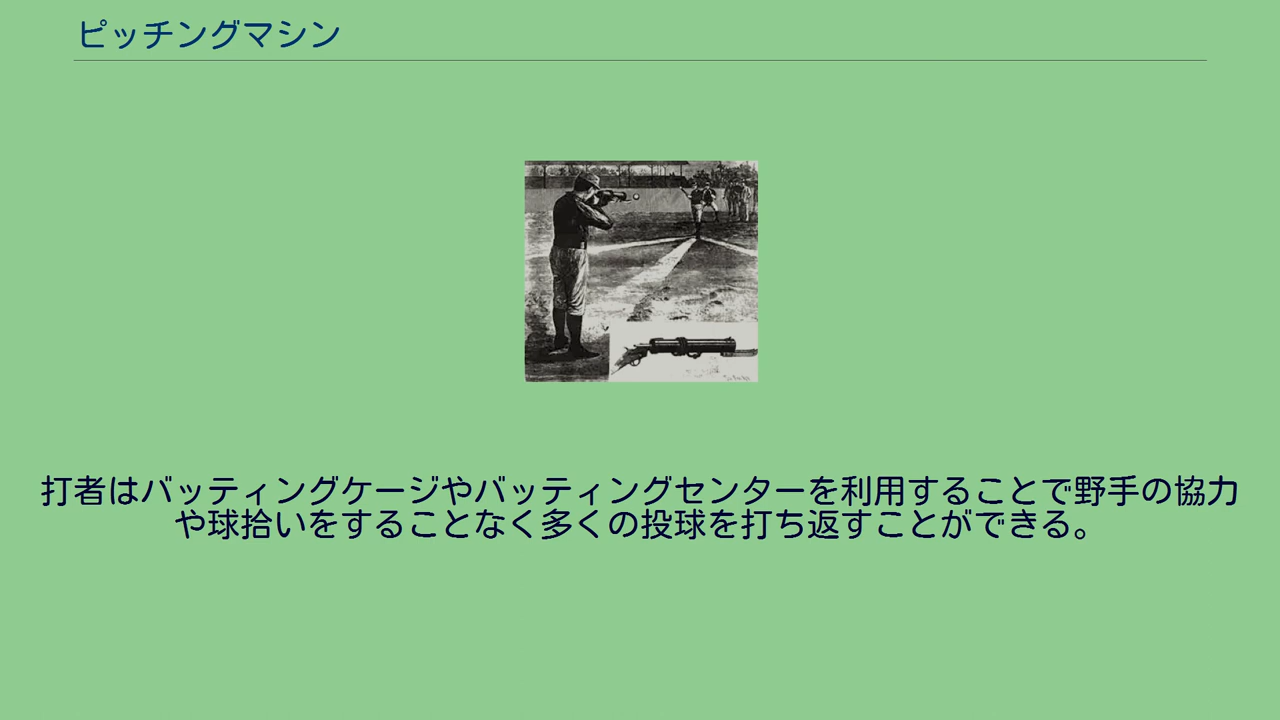 ピッチングマシン
打者はバッティングケージやバッティングセンターを利用することで野手の協力
や球拾いをすることなく多くの投球を打ち返すことができる。